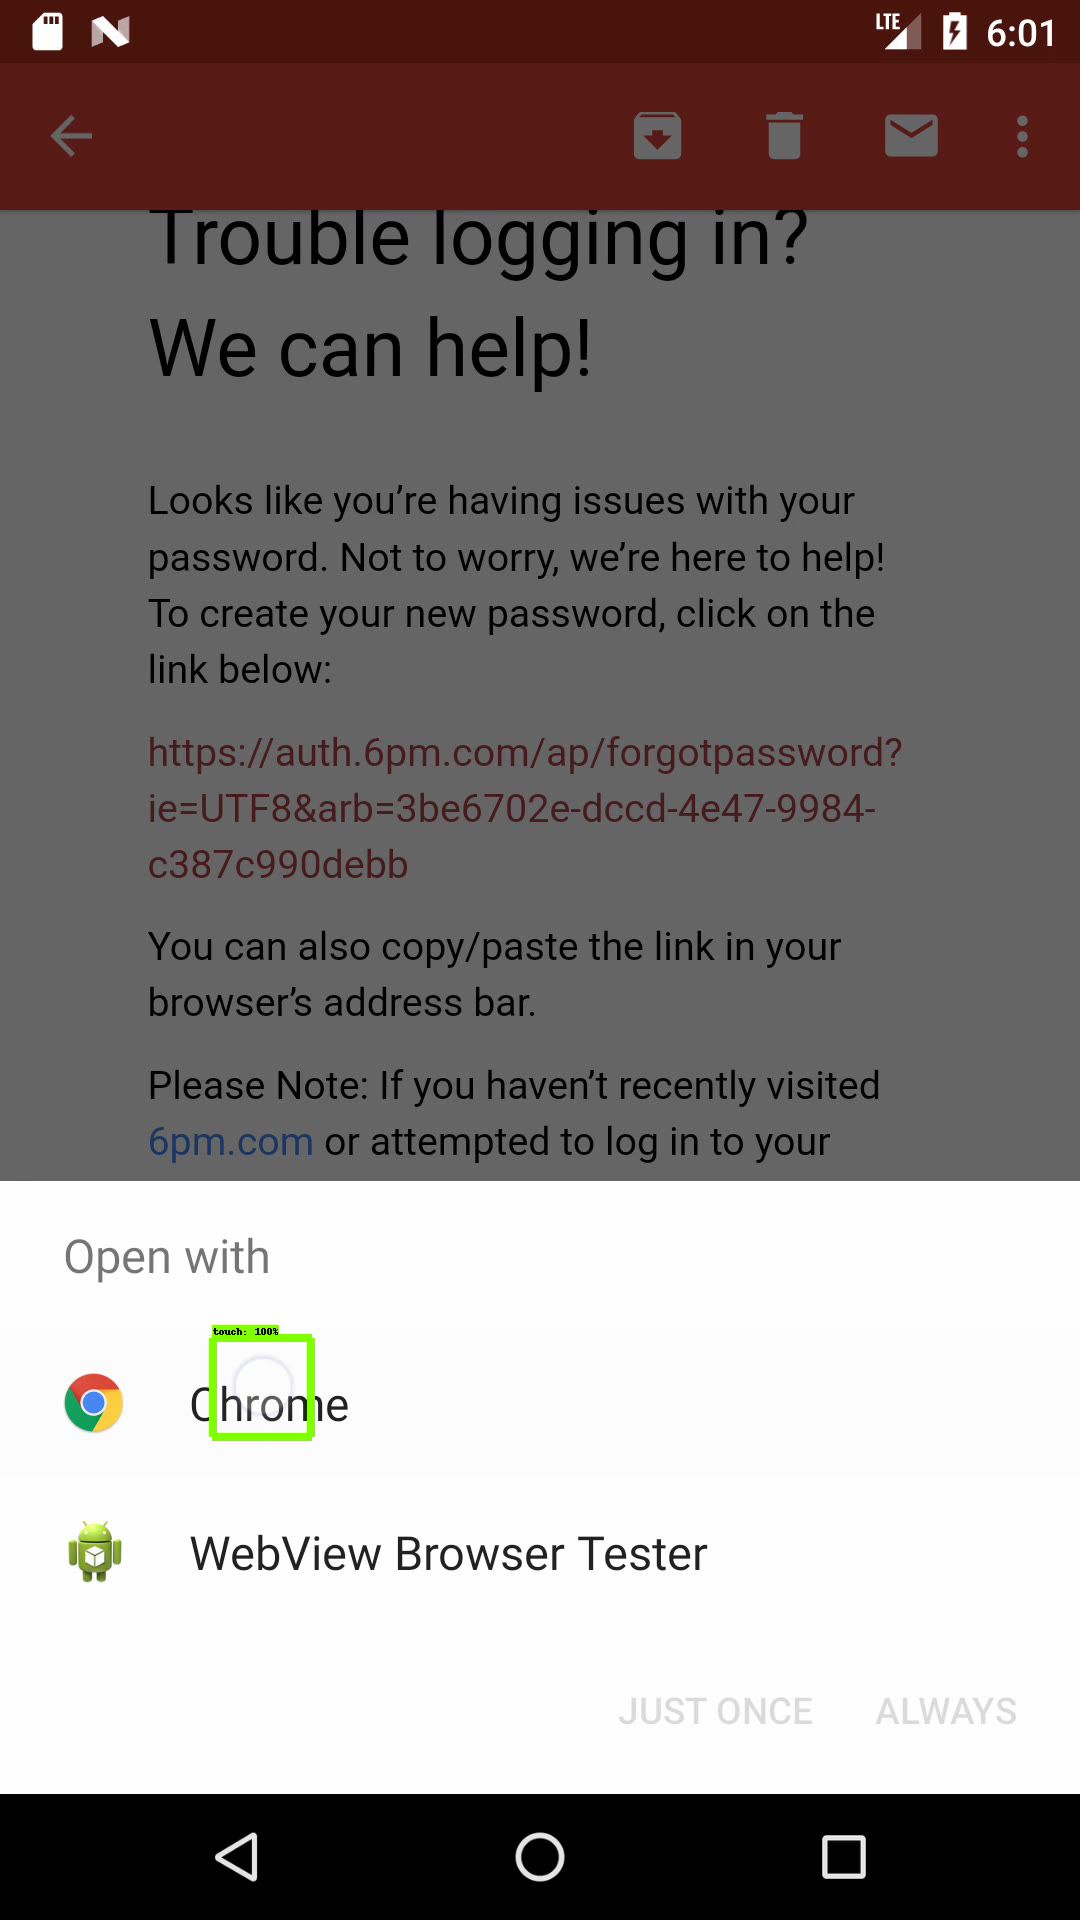 LTE 6:01
Trouble logging in?
We can help!
Looks like you’re having issues with your
password. Not to worry, we’re here to help!
To create your new password, click on the
link below:
https://auth.6pm.com/ap/forgotpassword?
ie=UTF8&arb=3be6702e-dccd-4e47-9984-
c387c990debb
You can also copy/paste the link in your
browser’s address bar.
Please Note: If you haven’t recently visited
6pm.com or attempted to log in to your
Open with
touch: 100%
Chrome
WebView Browser Tester
JUST ONCE ALWAYS